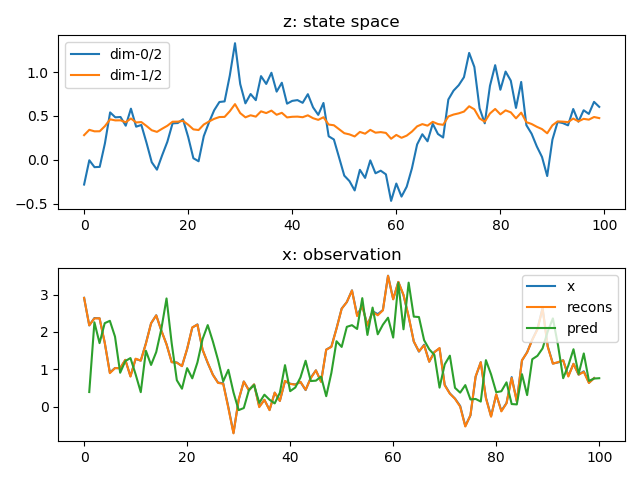 z: state space
dim-0/2
dim-1/2
1.0
0.5
0.0
−0.5
0 20 40 60 80 100
x: observation
x
recons
pred
3
2
1
0
0 20 40 60 80 100